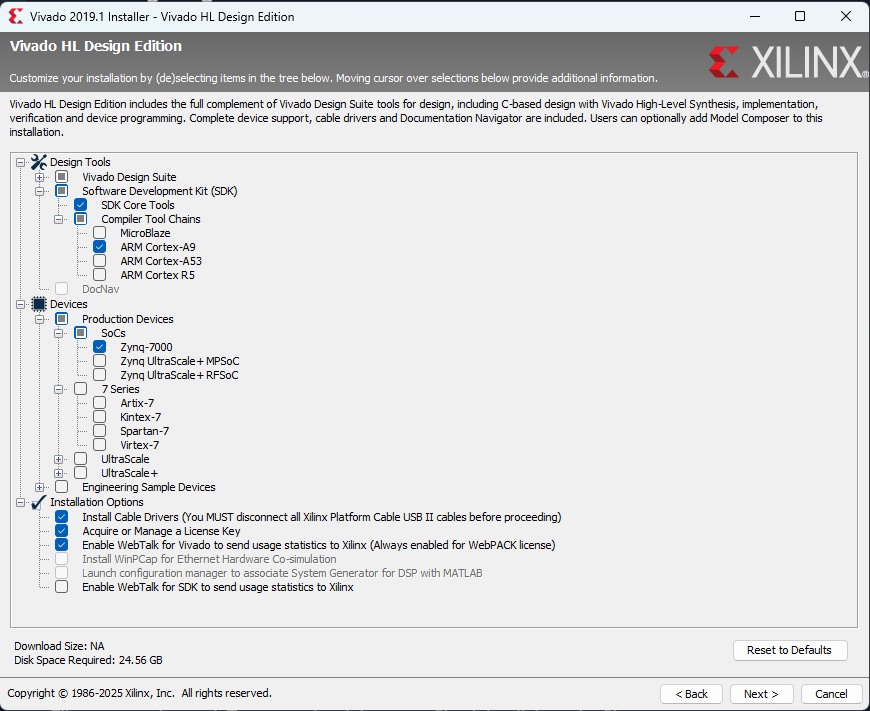 Vivado 2019.1 Installer - Vivado HL Design Edition
Vivado HL Design Edition
Customize your installation by (de)selecting items in the tree below. Moving cursor over selections below provide additional information.
XILINX®
Vivado HL Design Edition includes the full complement of Vivado Design Suite tools for design, including C-based design with Vivado High-Level Synthesis, implementation,
verification and device programming. Complete device support, cable drivers and Documentation Navigator are included. Users can optionally add Model Composer to this
installation.
Design Tools
Vivado Design Suite
Software Development Kit (SDK)
SDK Core Tools
Compiler Tool Chains
MicroBlaze
ARM Cortex-A9
ARM Cortex-A53
ARM Cortex R5
DocNav
Devices
Production Devices
SoCs
Zynq-7000
Zynq UltraScale+ MPSoC
Zynq UltraScale+ RFSoC
7 Series
Artix-7
Kintex-7
Spartan-7
Virtex-7
UltraScale
UltraScale+
Engineering Sample Devices
Installation Options
Install Cable Drivers (You MUST disconnect all Xilinx Platform Cable USB II cables before proceeding)
Acquire or Manage a License Key
Enable WebTalk for Vivado to send usage statistics to Xilinx (Always enabled for WebPACK license)
Install WinPCap for Ethernet Hardware Co-simulation
Launch configuration manager to associate System Generator for DSP with MATLAB
Enable WebTalk for SDK to send usage statistics to Xilinx
Download Size: NA
Disk Space Required: 24.56 GB
Reset to Defaults
Copyright © 1986-2025 Xilinx, Inc. All rights reserved.
< Back
Next >
Cancel